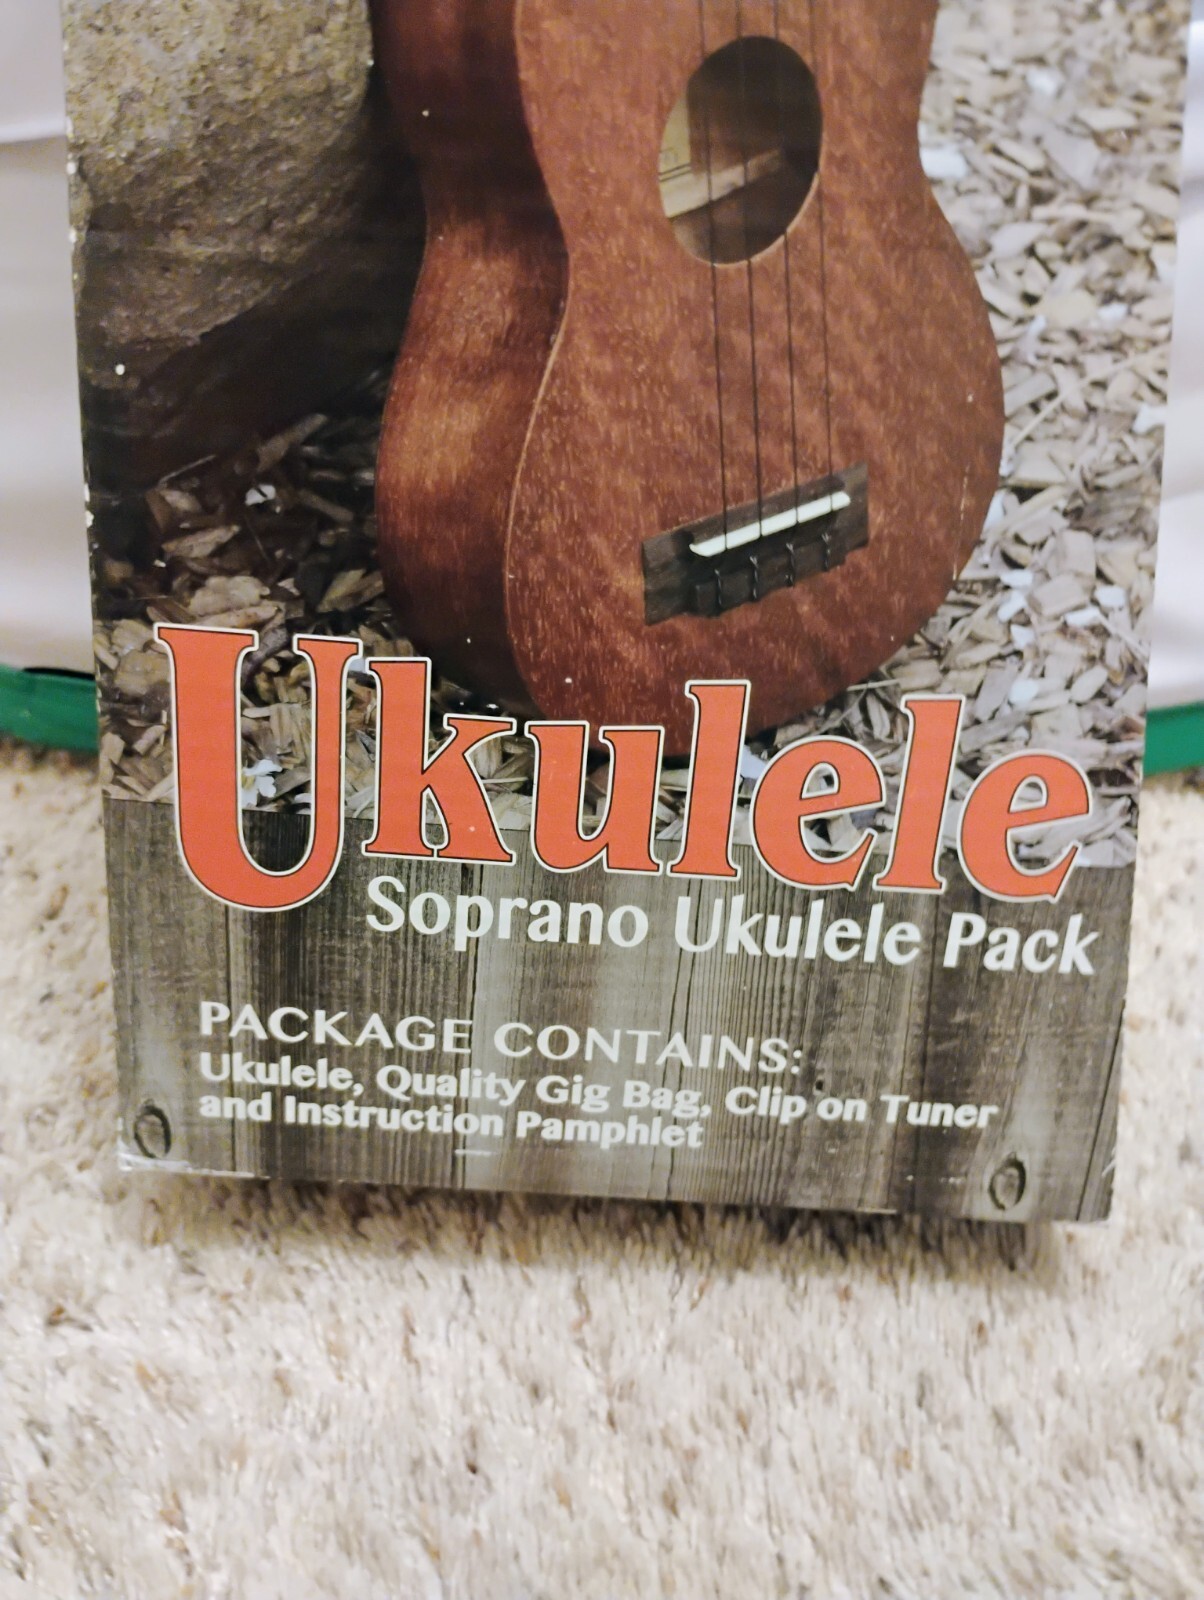 Ukulele
Soprano Ukulele Pack
PACKAGE CONTAINS:
Ukulele, Quality Gig Bag, Clip on Tuner
and Instruction Pamphlet